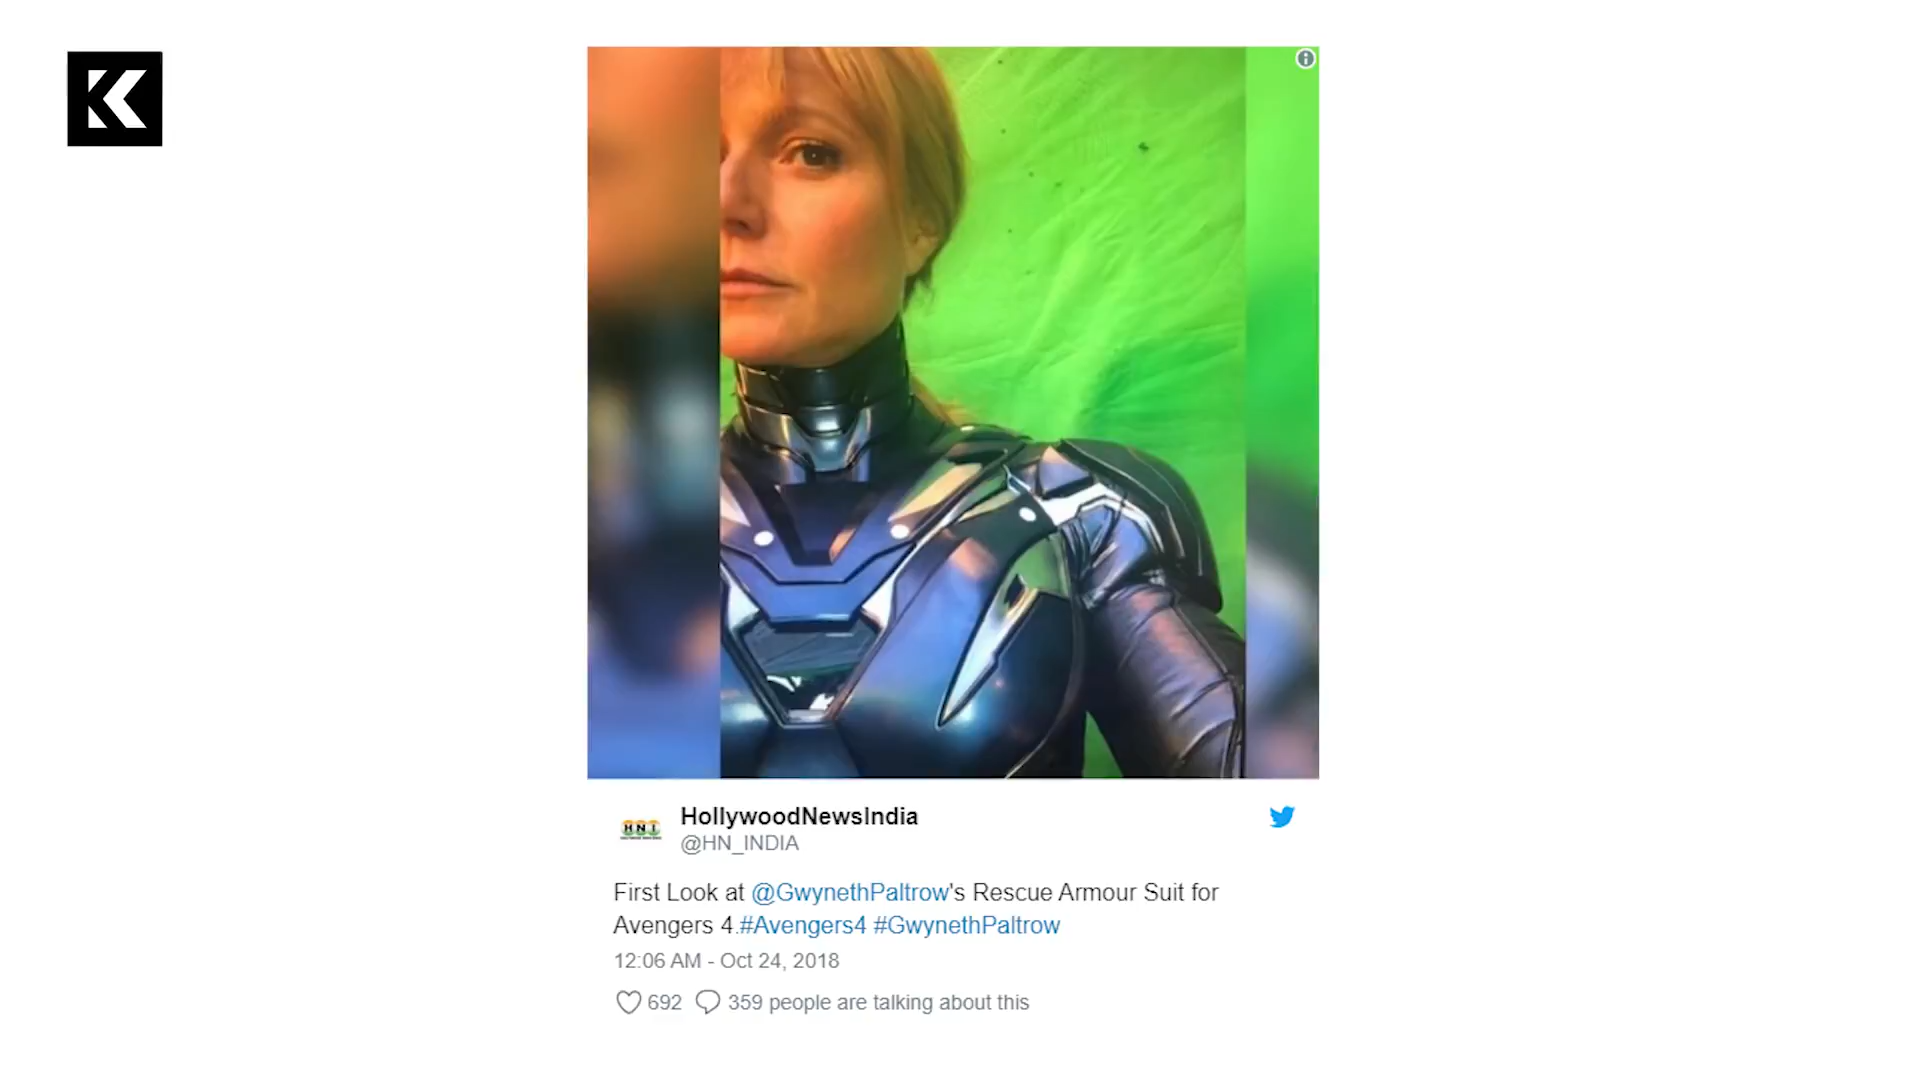 K
HNI
HollywoodNewsIndia
@HN_INDIA
First Look at @GwynethPaltrow's Rescue Armour Suit for
Avengers 4.#Avengers4 #GwynethPaltrow
12:06 AM - Oct 24, 2018
692 359 people are talking about this